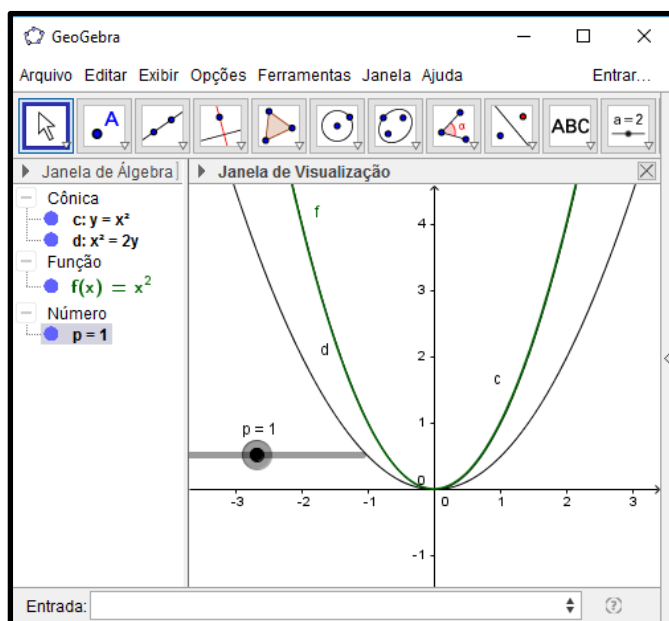 GeoGebra
Arquivo Editar Exibir Opções Ferramentas Janela Ajuda Entrar...
A α ABC a = 2
Janela de Álgebra Janela de Visualização
Cônica
c: y = x²
d: x² = 2y
Função
f(x) = x²
Número
p = 1
f
d
c
p = 1
4
3
2
1
0
-1
-3 -2 -1 0 1 2 3
Entrada: